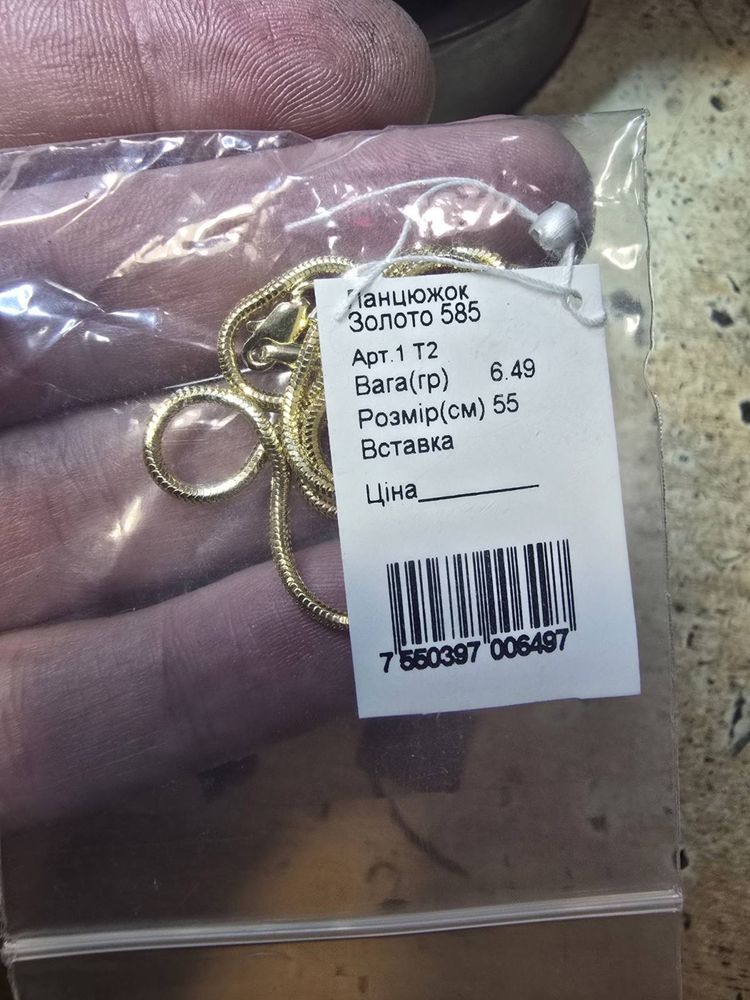 Ланцюжок
Золото 585
Арт.1 Т2
Вага(гр) 6.49
Розмір(см) 55
Вставка
Ціна
7 550397 006497